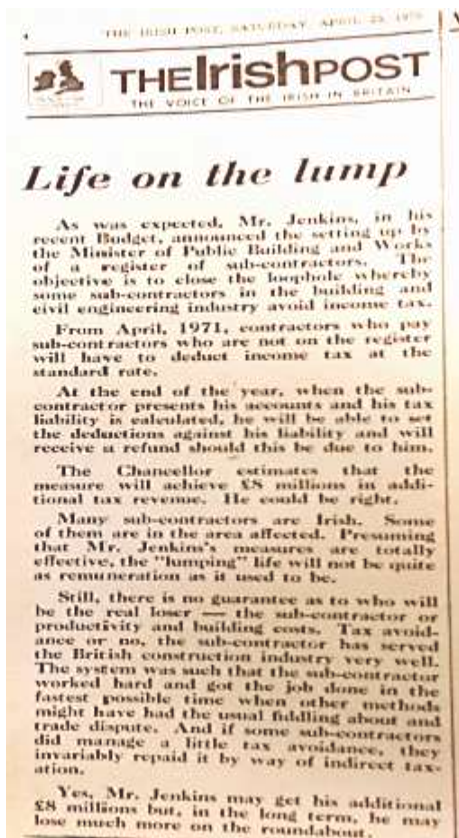 4
THE IRISH POST, SATURDAY, APRIL 25, 1970
THEIrishPOST
THE VOICE OF THE IRISH IN BRITAIN
Life on the lump
As was expected, Mr. Jenkins, in his
recent Budget, announced the setting up by
the Minister of Public Building and Works
of a register of sub-contractors. The
objective is to close the loophole whereby
some sub-contractors in the building and
civil engineering industry avoid income tax.
From April, 1971, contractors who pay
sub-contractors who are not on the register
will have to deduct income tax at the
standard rate.
At the end of the year, when the sub-
contractor presents his accounts and his tax
liability is calculated, he will be able to set
the deductions against his liability and will
receive a refund should this be due to him.
The Chancellor estimates that the
measure will achieve £8 millions in addi-
tional tax revenue. He could be right.
Many sub-contractors are Irish. Some
of them are in the area affected. Presuming
that Mr. Jenkins's measures are totally
effective, the "lumping" life will not be quite
as remuneration as it used to be.
Still, there is no guarantee as to who will
be the real loser — the sub-contractor or
productivity and building costs. Tax avoid-
ance or no, the sub-contractor has served
the British construction industry very well.
The system was such that the sub-contractor
worked hard and got the job done in the
fastest possible time when other methods
might have had the usual fiddling about and
trade dispute. And if some sub-contractors
did manage a little tax avoidance, they
invariably repaid it by way of indirect tax-
ation.
Yes, Mr. Jenkins may get his additional
£8 millions but, in the long term, he may
lose much more on the roundabout.